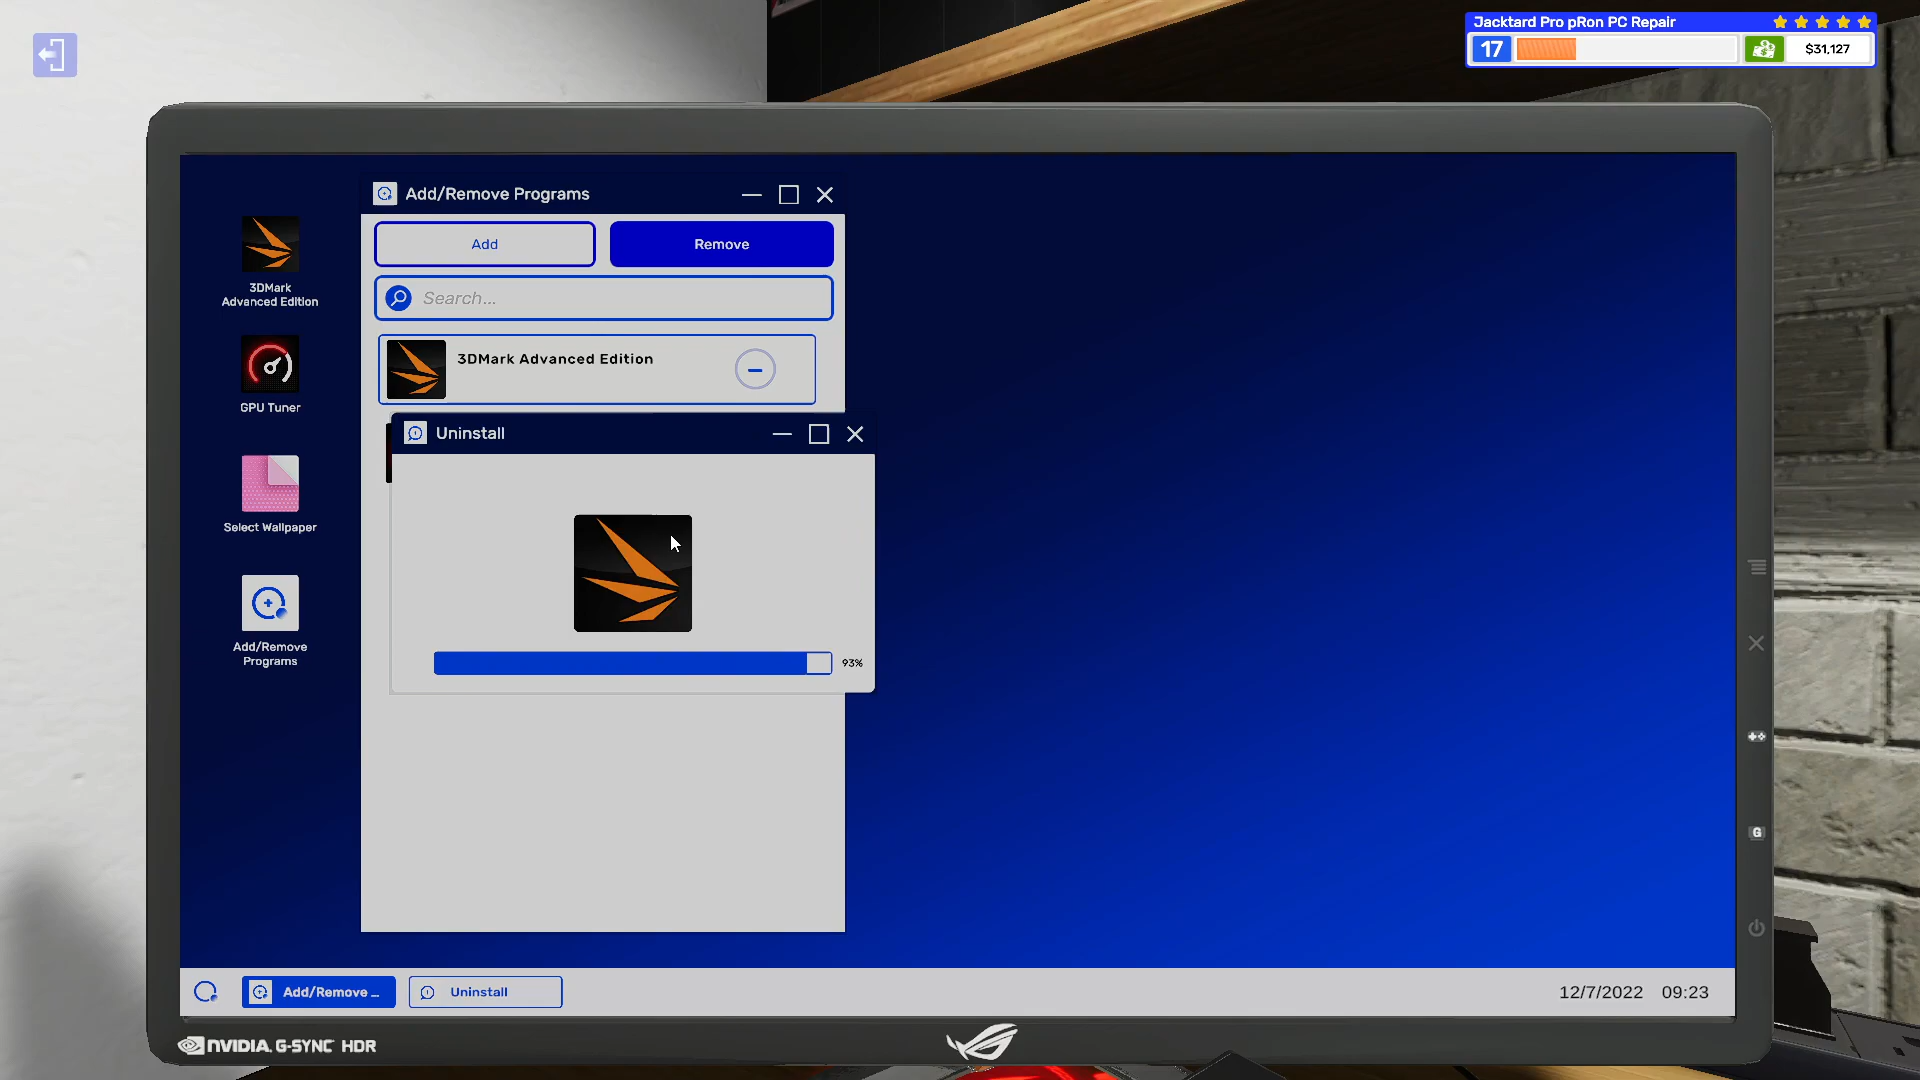 Jacktard Pro pRon PC Repair
17
$31,127
Add/Remove Programs
Add
Remove
Search...
3DMark Advanced Edition
3DMark
Advanced Edition
GPU Tuner
Select Wallpaper
Add/Remove
Programs
Uninstall
93%
Add/Remove ...
Uninstall
12/7/2022 09:23
G
NVIDIA. G-SYNC HDR